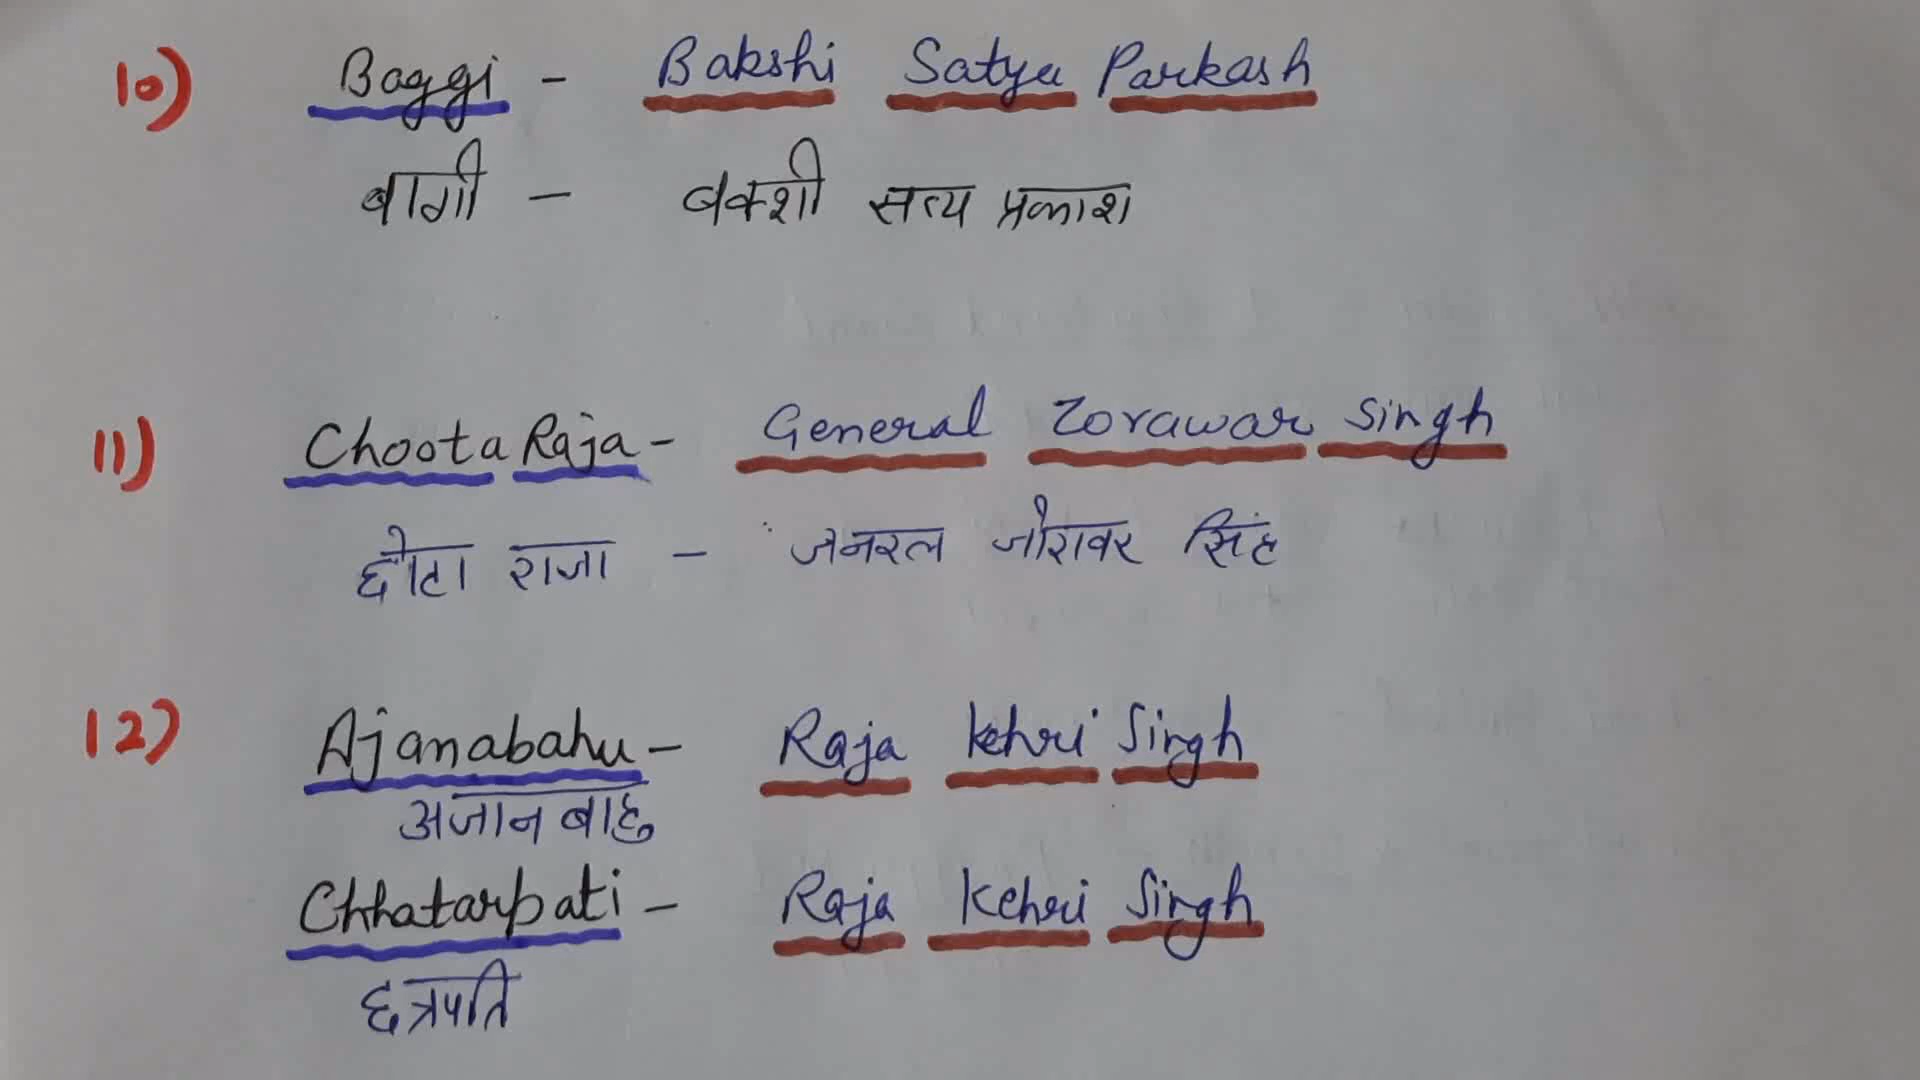 10) Baggi - Bakshi Satya Parkash
बागी - बक्शी सत्य प्रकाश
11) Choota Raja - General Zorawar Singh
छोटा राजा - जनरल जोरावर सिंह
12) Ajanabahu - Raja Kehri Singh
अजानबाहु
Chhatarpati - Raja Kehri Singh
छत्रपति